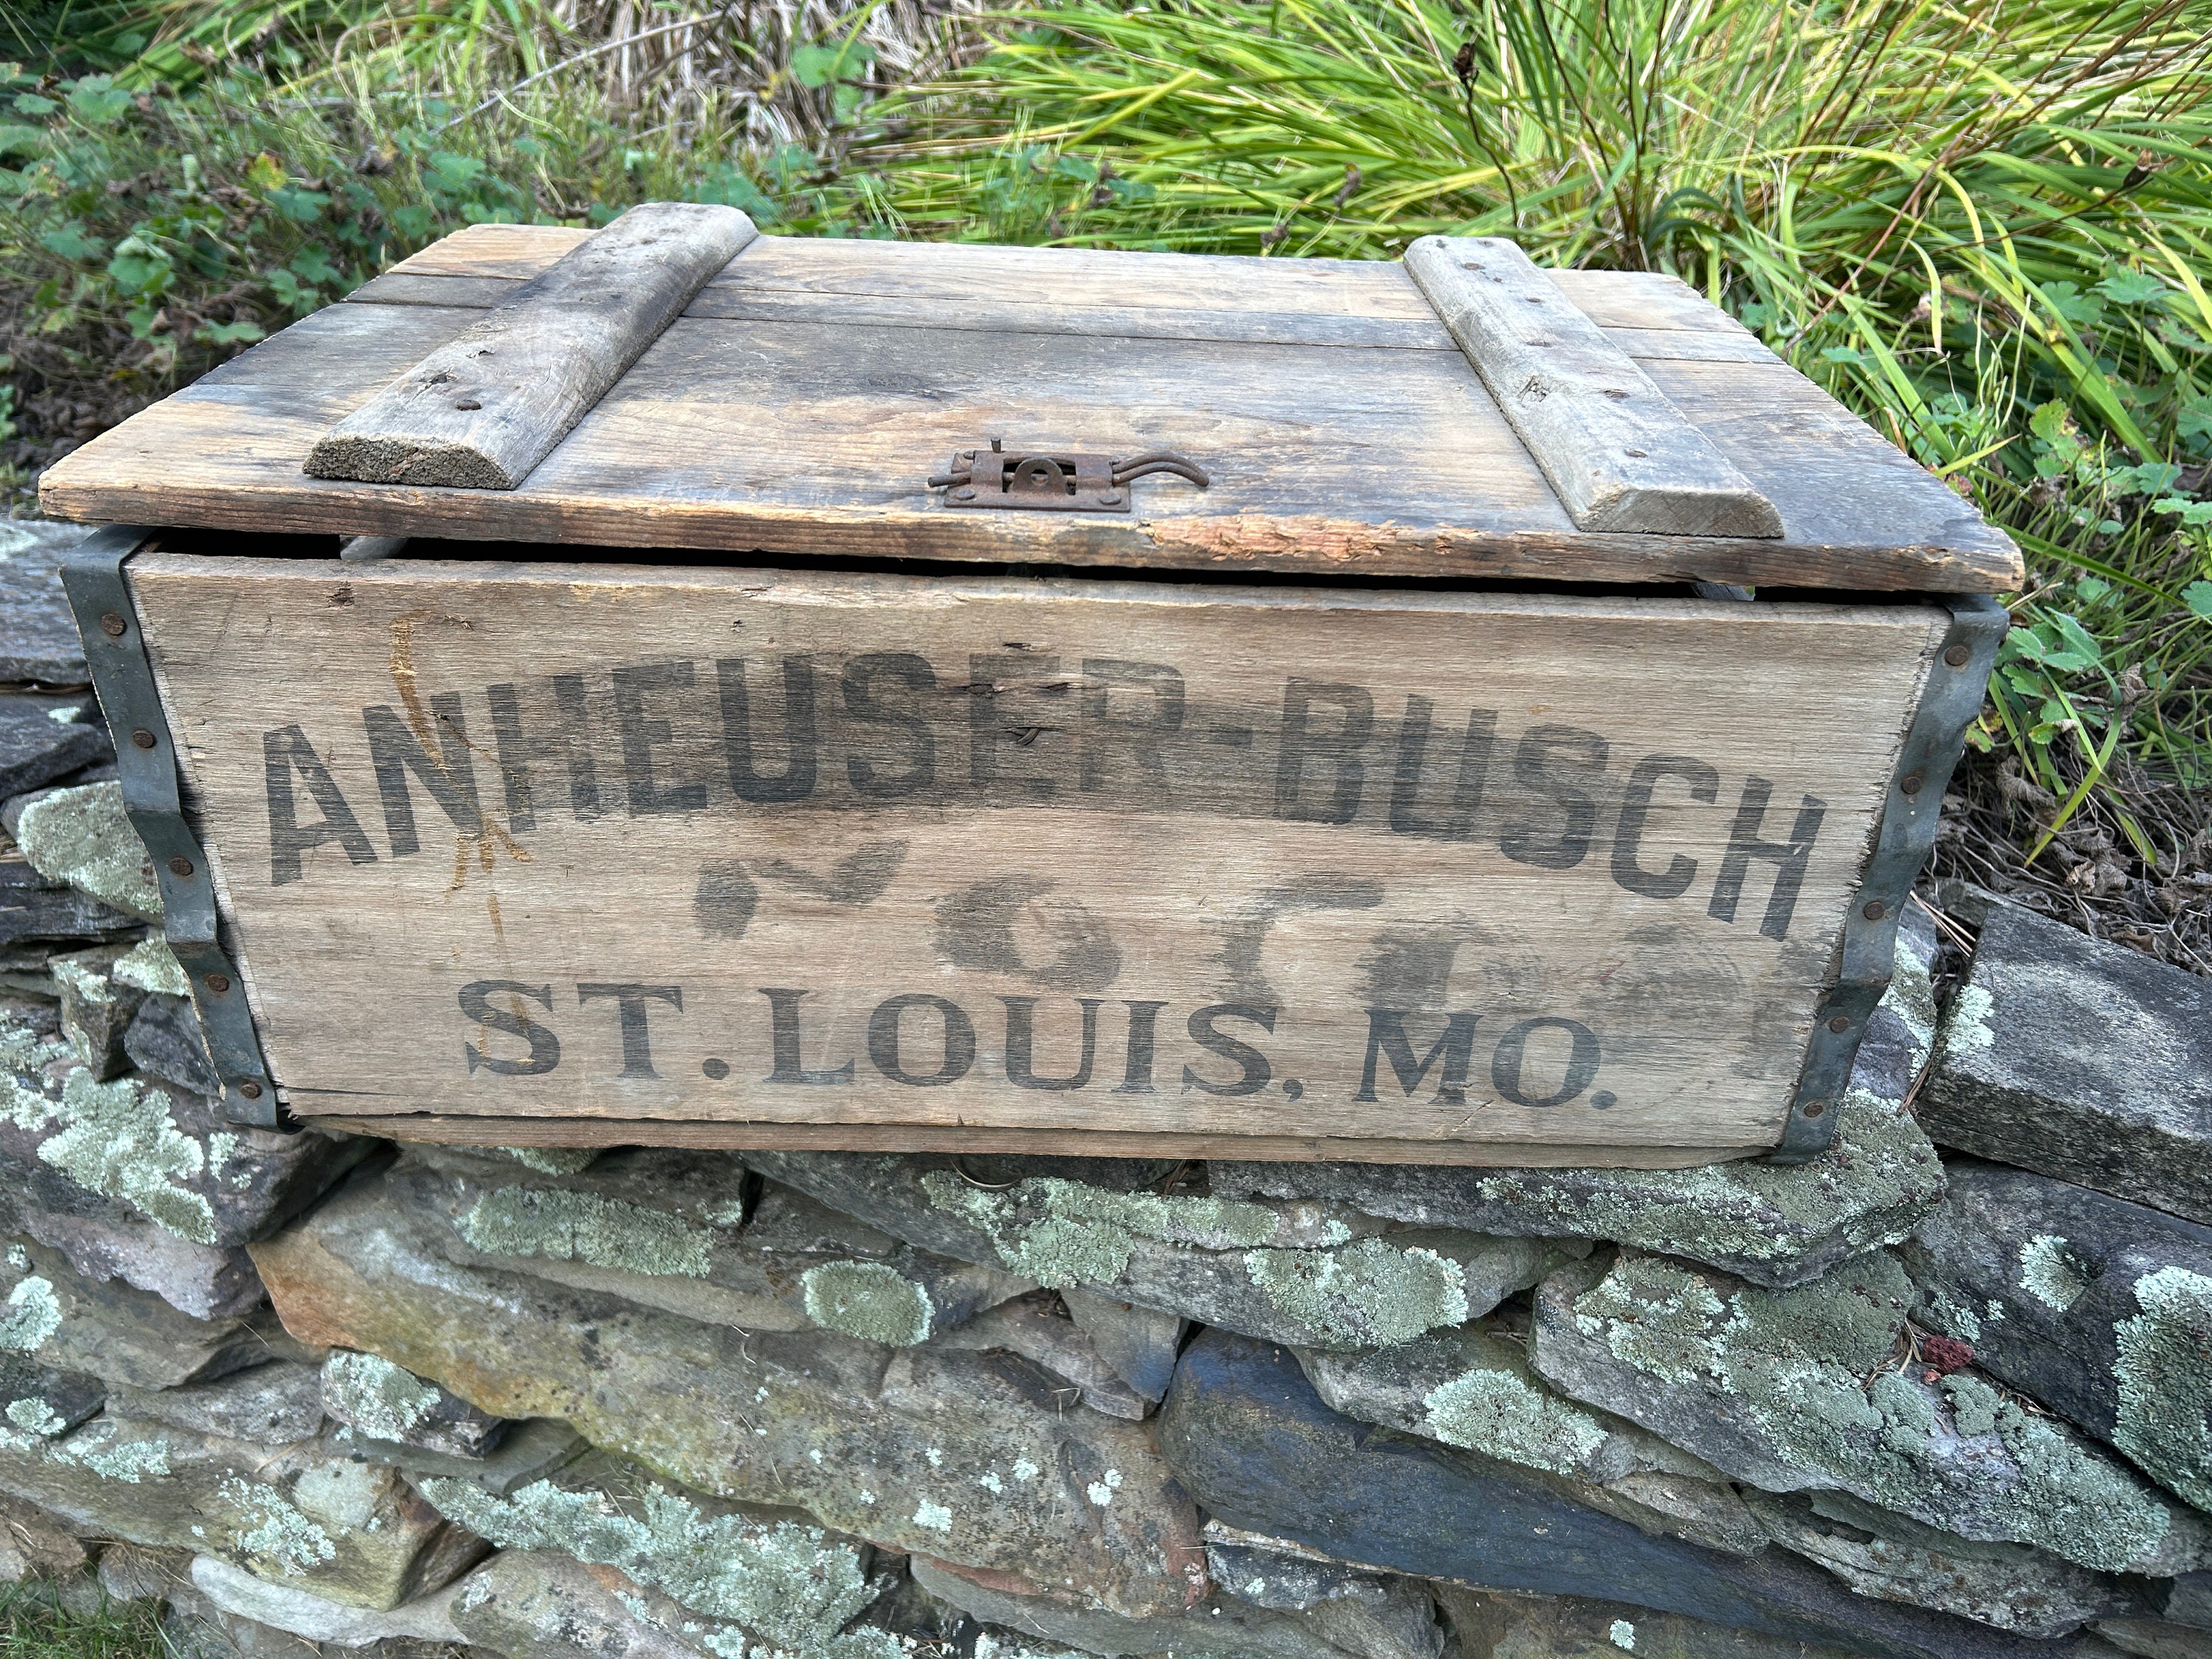 ANHEUSER-BUSCH
ST. LOUIS, MO.